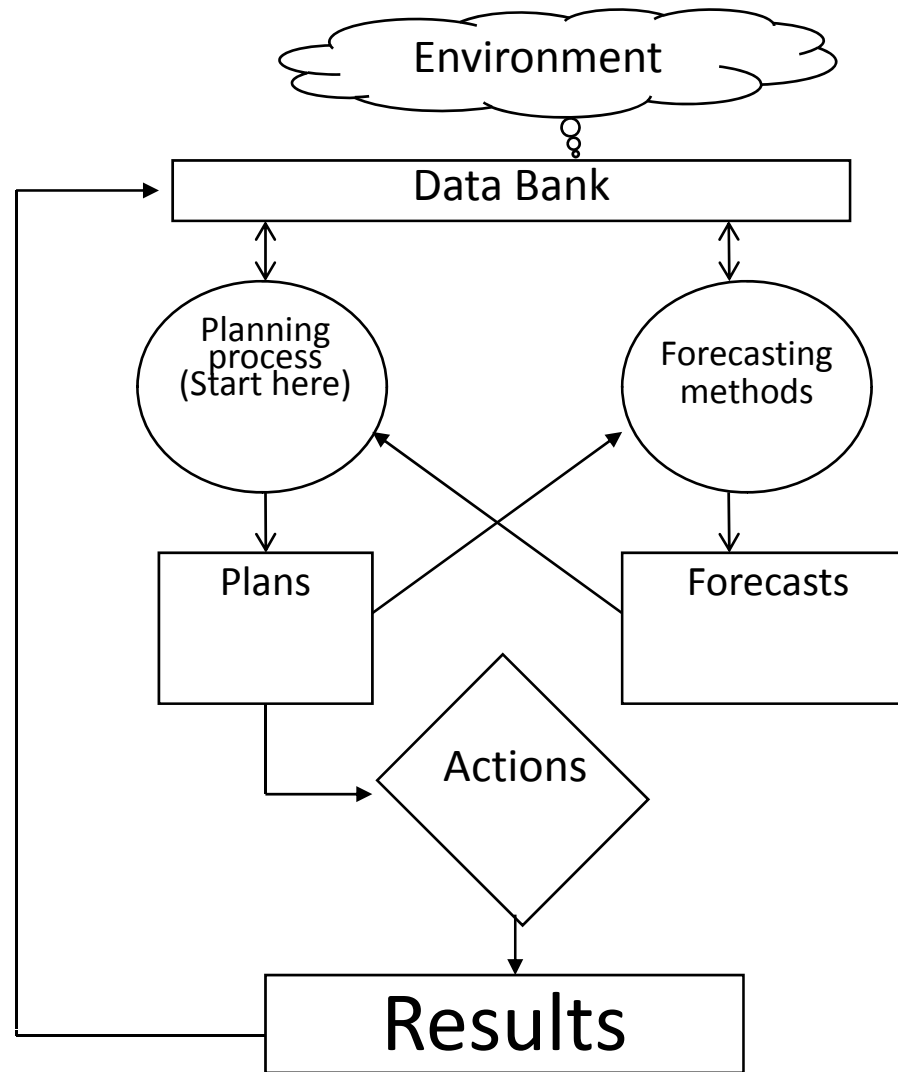 Environment
Data Bank
Planning
process
(Start here)
Forecasting
methods
Plans
Forecasts
Actions
Results